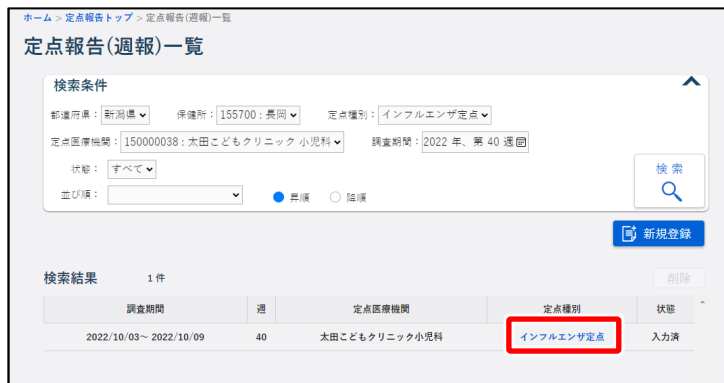 ホーム > 定点報告トップ > 定点報告(週報)一覧
定点報告(週報)一覧
検索条件
都道府県： 新潟県 保健所： 155700：長岡 定点種別： インフルエンザ定点
定点医療機関： 150000038：太田こどもクリニック 小児科 調査期間： 2022 年、第 40 週
状態： すべて
検索
並び順： 昇順 降順
新規登録
検索結果 1 件
削除
調査期間 週 定点医療機関 定点種別 状態
2022/10/03～ 2022/10/09 40 太田こどもクリニック小児科 インフルエンザ定点 入力済